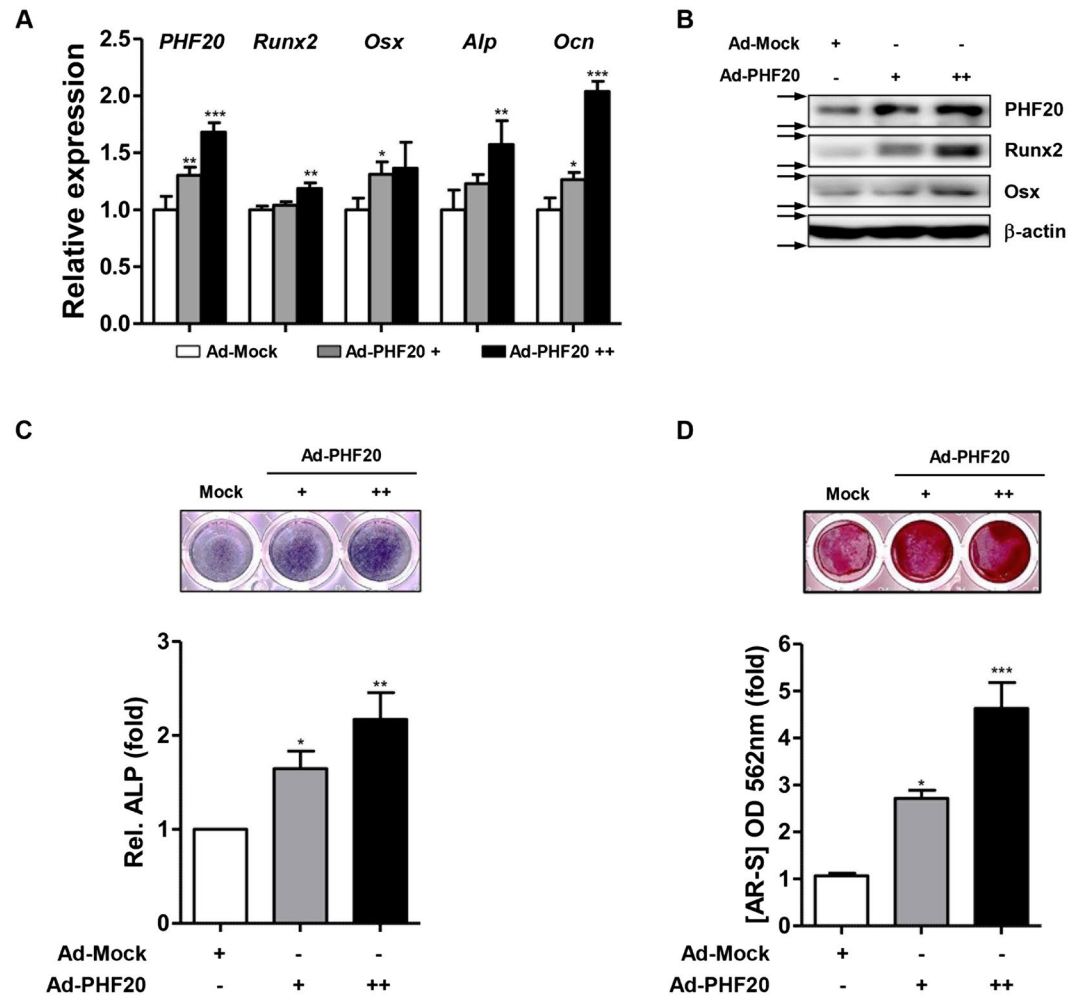 A
PHF20 Runx2 Osx Alp Ocn
Relative expression
2.5
2.0
1.5
1.0
0.5
0.0
** *** ** * ** * ***
Ad-Mock Ad-PHF20 + Ad-PHF20 ++
B
Ad-Mock + - -
Ad-PHF20 - + ++
PHF20
Runx2
Osx
β-actin
C
Ad-PHF20
Mock + ++
Rel. ALP (fold)
3
2
1
0
* **
Ad-Mock + - -
Ad-PHF20 - + ++
D
Ad-PHF20
Mock + ++
[AR-S] OD 562nm (fold)
6
5
4
3
2
1
0
* ***
Ad-Mock + - -
Ad-PHF20 - + ++